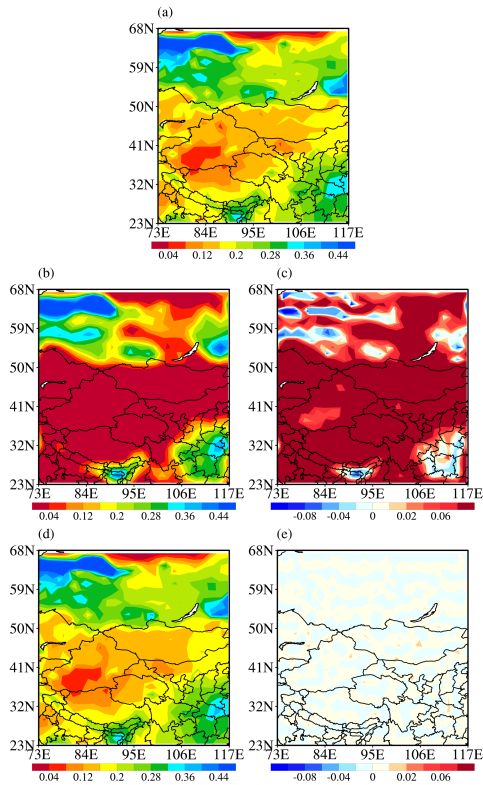 (a)
68N
59N
50N
41N
32N
23N
73E 84E 95E 106E 117E
0.04 0.12 0.2 0.28 0.36 0.44
(b) (c)
68N 68N
59N 59N
50N 50N
41N 41N
32N 32N
23N 23N
73E 84E 95E 106E 117E 73E 84E 95E 106E 117E
0.04 0.12 0.2 0.28 0.36 0.44 -0.08 -0.04 0 0.02 0.06
(d) (e)
68N 68N
59N 59N
50N 50N
41N 41N
32N 32N
23N 23N
73E 84E 95E 106E 117E 73E 84E 95E 106E 117E
0.04 0.12 0.2 0.28 0.36 0.44 -0.08 -0.04 0 0.02 0.06